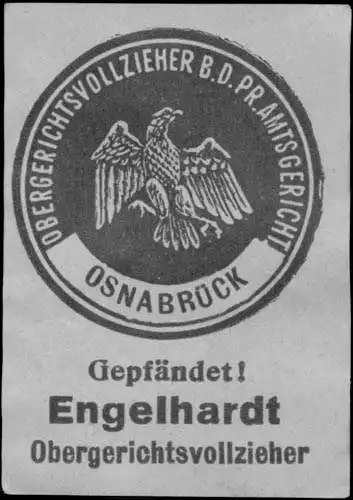 OBERGERICHTSVOLLZIEHER B.D.PR.AMTSGERICHT
OSNABRÜCK
Gepfändet!
Engelhardt
Obergerichtsvollzieher